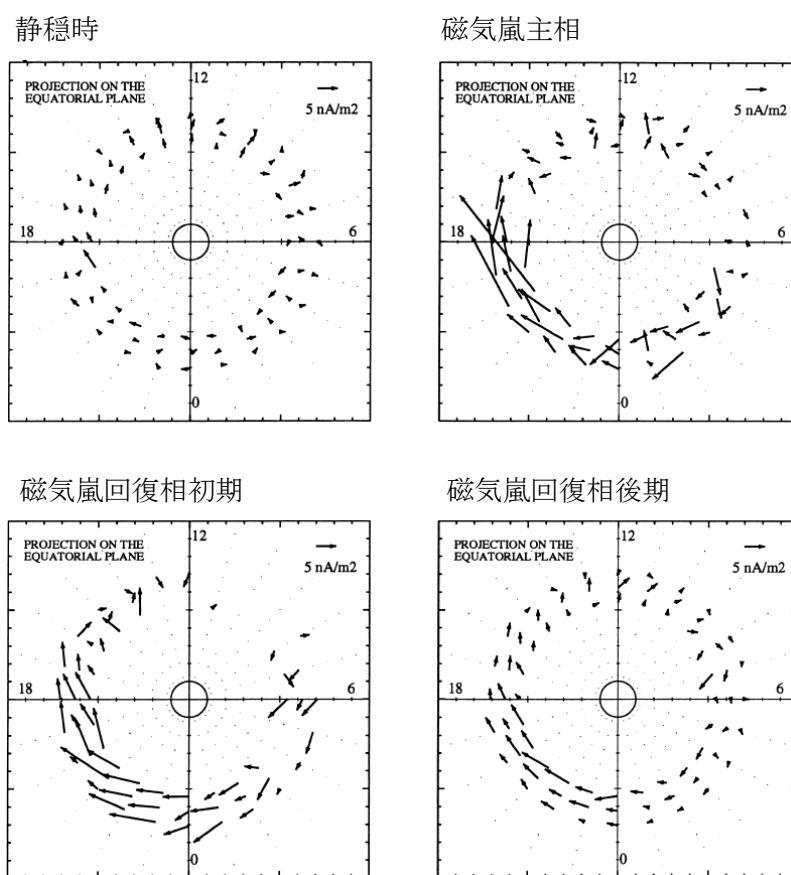 静穏時
PROJECTION ON THE
EQUATORIAL PLANE
12
5 nA/m2
18
6
0
磁気嵐主相
PROJECTION ON THE
EQUATORIAL PLANE
12
5 nA/m2
18
6
0
磁気嵐回復相初期
PROJECTION ON THE
EQUATORIAL PLANE
12
5 nA/m2
18
6
0
磁気嵐回復相後期
PROJECTION ON THE
EQUATORIAL PLANE
12
5 nA/m2
18
6
0